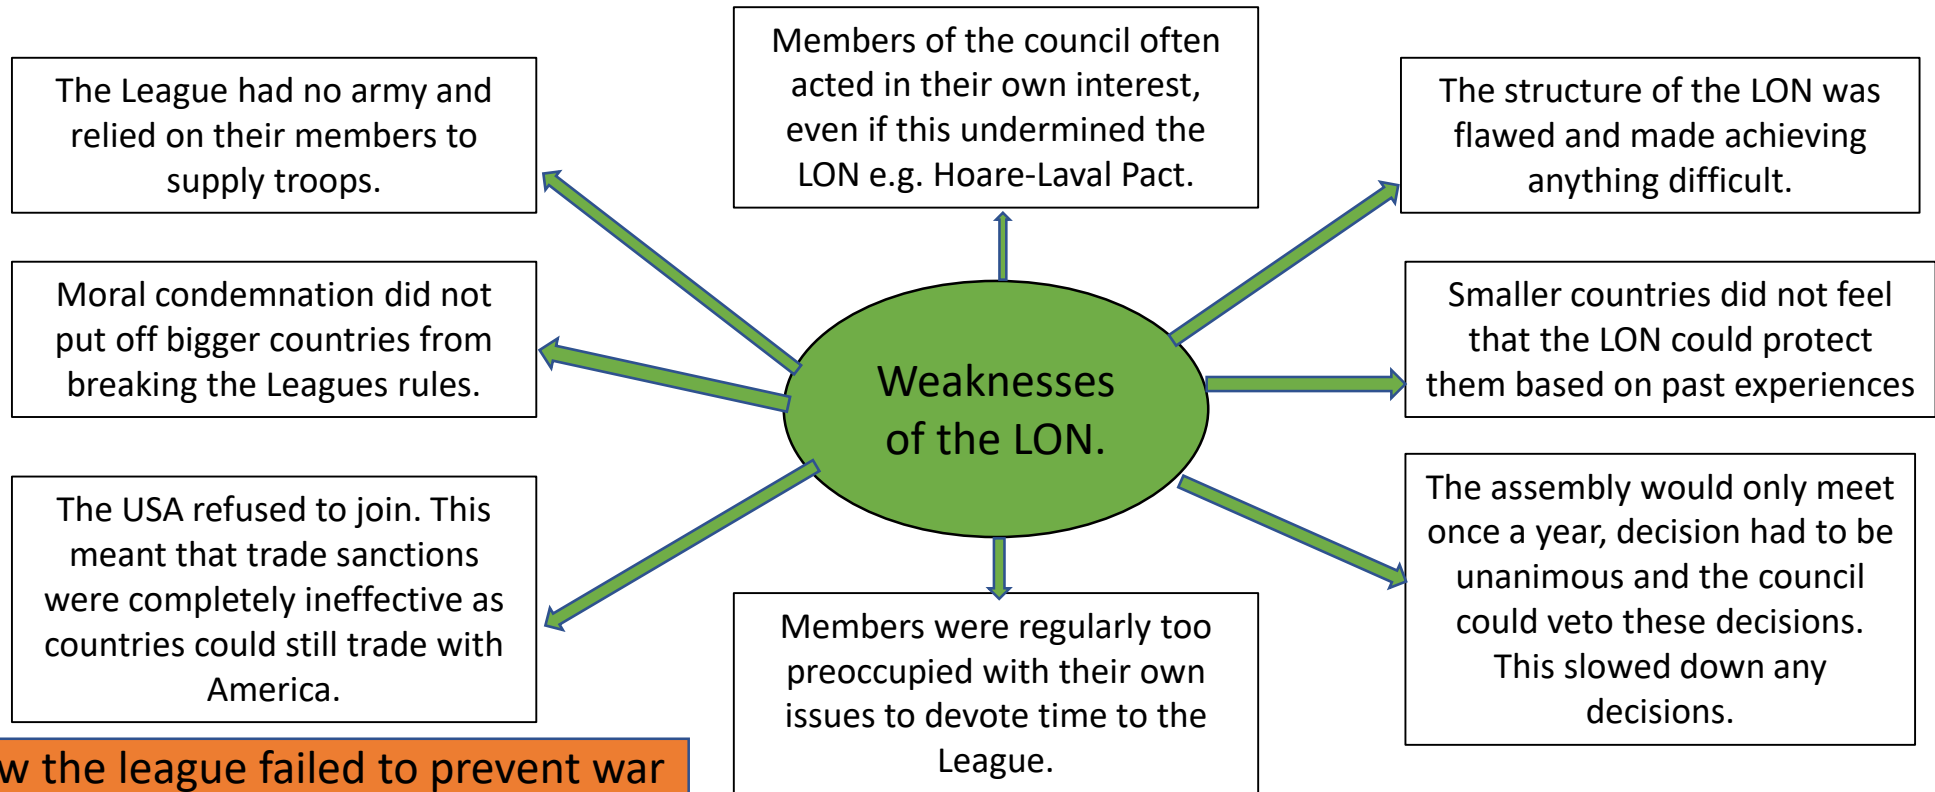 The League had no army and
relied on their members to
supply troops.
Members of the council often
acted in their own interest,
even if this undermined the
LON e.g. Hoare-Laval Pact.
The structure of the LON was
flawed and made achieving
anything difficult.
Moral condemnation did not
put off bigger countries from
breaking the Leagues rules.
Weaknesses
of the LON.
Smaller countries did not feel
that the LON could protect
them based on past experiences
The USA refused to join. This
meant that trade sanctions
were completely ineffective as
countries could still trade with
America.
Members were regularly too
preoccupied with their own
issues to devote time to the
League.
The assembly would only meet
once a year, decision had to be
unanimous and the council
could veto these decisions.
This slowed down any
decisions.
the league failed to prevent war